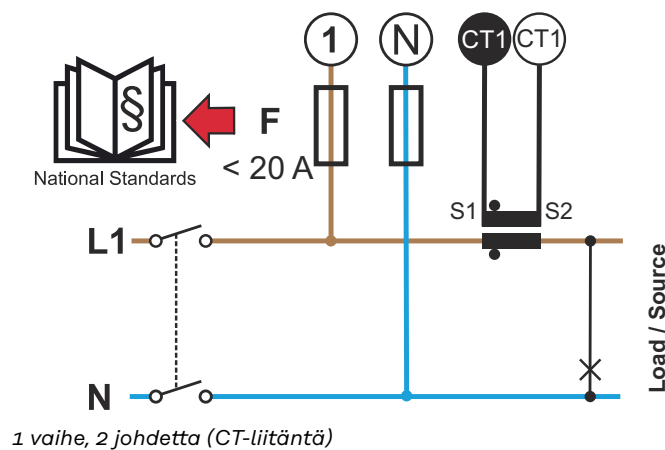 1
N
CT1
CT1
§
F
National Standards
< 20 A
S1
S2
L1
Load / Source
N
1 vaihe, 2 johdetta (CT-liitäntä)